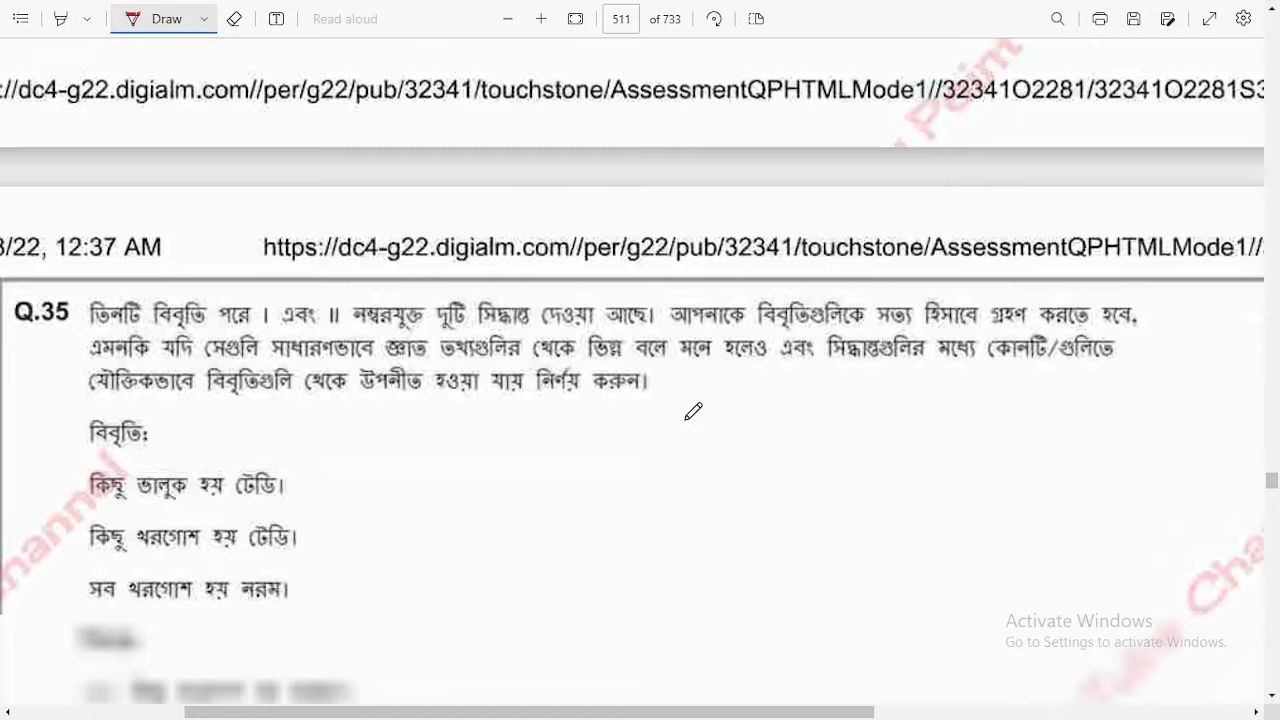 Draw
Read aloud
511 of 733
://dc4-g22.digialm.com//per/g22/pub/32341/touchstone/AssessmentQPHTMLMode1//32341O2281/32341O2281S3
8/22, 12:37 AM https://dc4-g22.digialm.com//per/g22/pub/32341/touchstone/AssessmentQPHTMLMode1//
Q.35 তিনটি বিবৃতি পরে । এবং ॥ নম্বরযুক্ত দুটি সিদ্ধান্ত দেওয়া আছে। আপনাকে বিবৃতিগুলিকে সত্য হিসাবে গ্রহণ করতে হবে,
এমনকি যদি সেগুলি সাধারণভাবে জ্ঞাত তথ্যগুলির থেকে ভিন্ন বলে মনে হলেও এবং সিদ্ধান্তগুলির মধ্যে কোনটি/গুলিতে
যৌক্তিকভাবে বিবৃতিগুলি থেকে উপনীত হওয়া যায় নির্ণয় করুন।
বিবৃতি:
কিছু ভালুক হয় টেডি।
কিছু খরগোশ হয় টেডি।
সব খরগোশ হয় নরম।
Activate Windows
Go to Settings to activate Windows.
Point
hannel
Cha